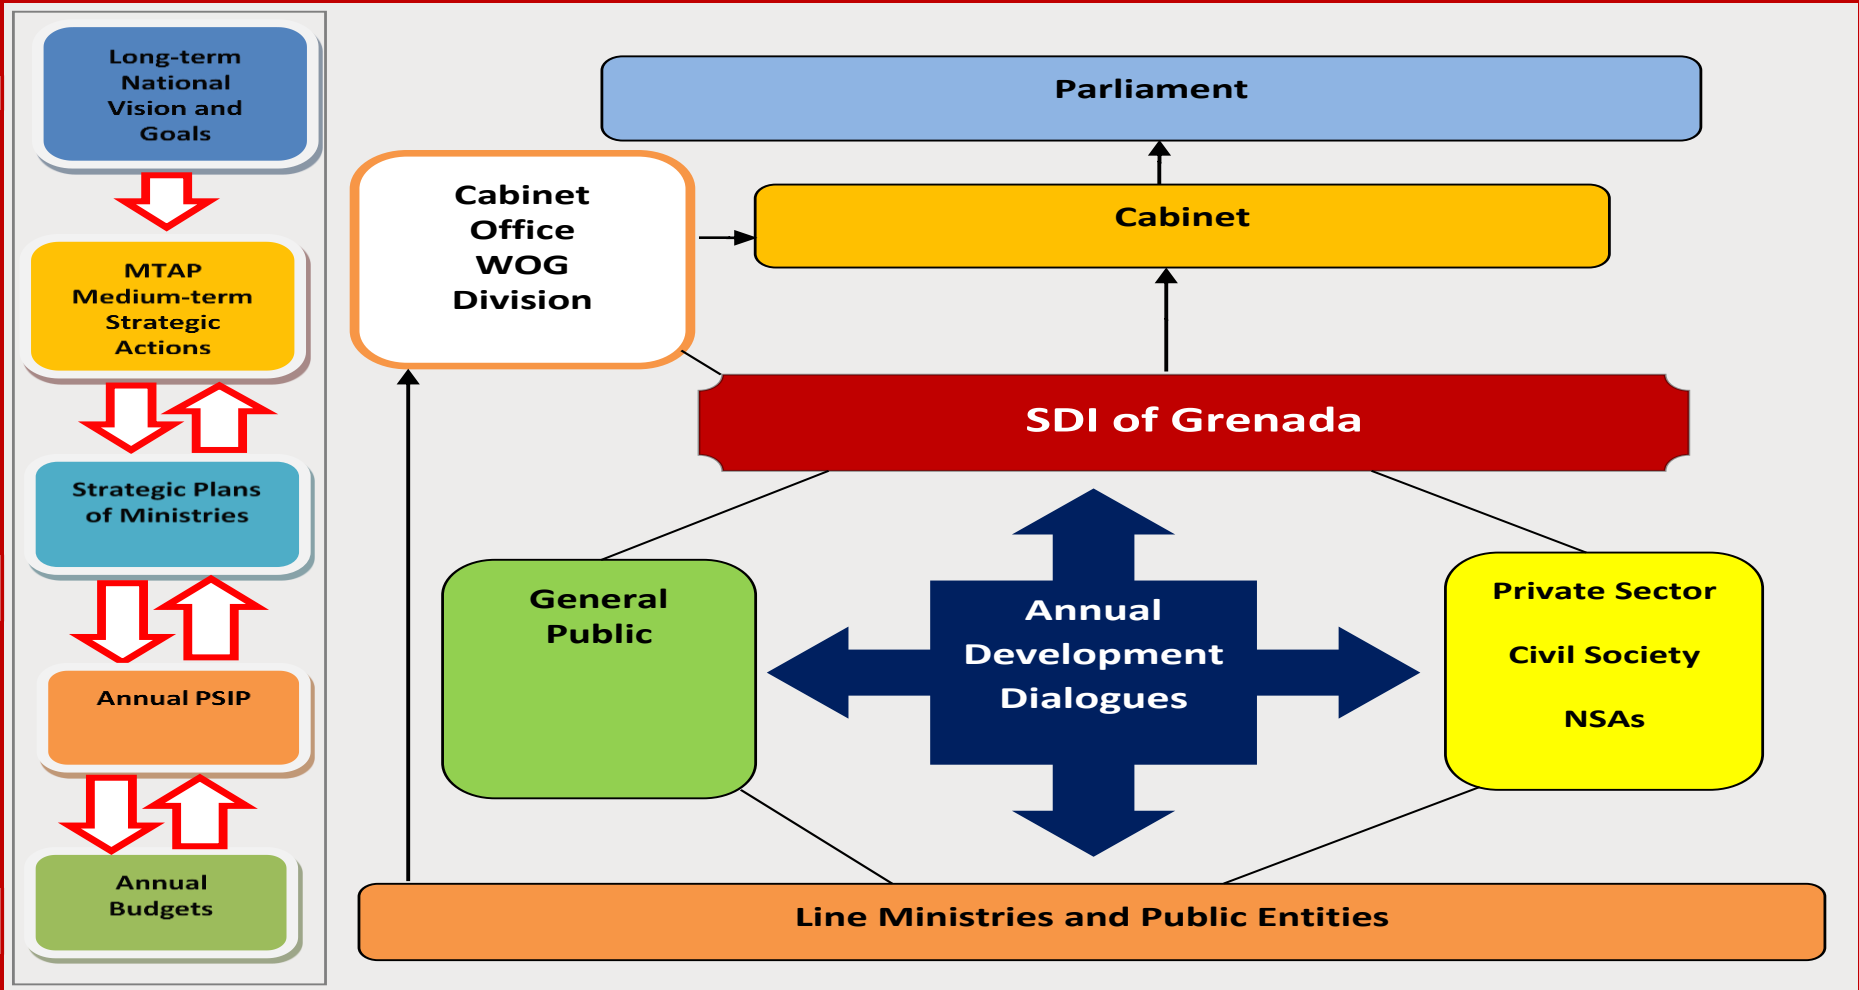 Long-term
National
Vision and
Goals
MTAP
Medium-term
Strategic
Actions
Strategic Plans
of Ministries
Annual PSIP
Annual
Budgets
Parliament
Cabinet
Office
WOG
Division
Cabinet
SDI of Grenada
General
Public
Annual
Development
Dialogues
Private Sector
Civil Society
NSAs
Line Ministries and Public Entities